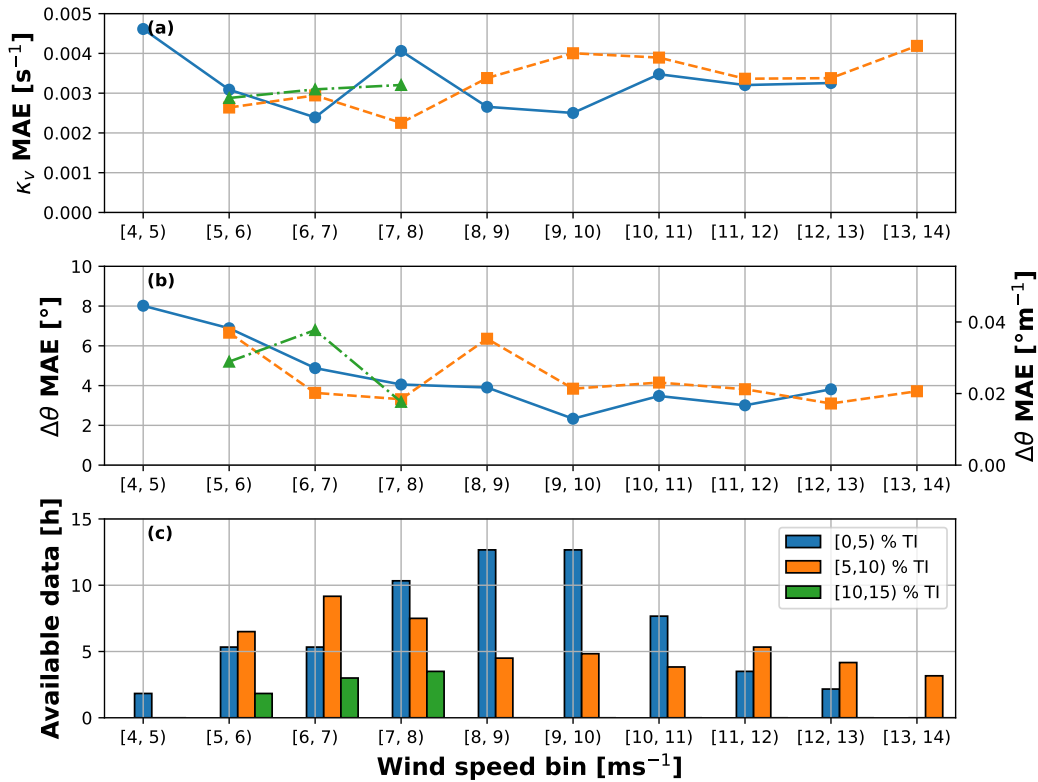 (a)
κv MAE [s−1]
0.005
0.004
0.003
0.002
0.001
0.000
[4, 5) [5, 6) [6, 7) [7, 8) [8, 9) [9, 10) [10, 11) [11, 12) [12, 13) [13, 14)
(b)
Δθ MAE [°]
10
8
6
4
2
0
0.04
0.02
0.00
Δθ MAE [°m−1]
[4, 5) [5, 6) [6, 7) [7, 8) [8, 9) [9, 10) [10, 11) [11, 12) [12, 13) [13, 14)
(c)
Available data [h]
15
10
5
0
[0,5) % TI
[5,10) % TI
[10,15) % TI
[4, 5) [5, 6) [6, 7) [7, 8) [8, 9) [9, 10) [10, 11) [11, 12) [12, 13) [13, 14)
Wind speed bin [ms−1]